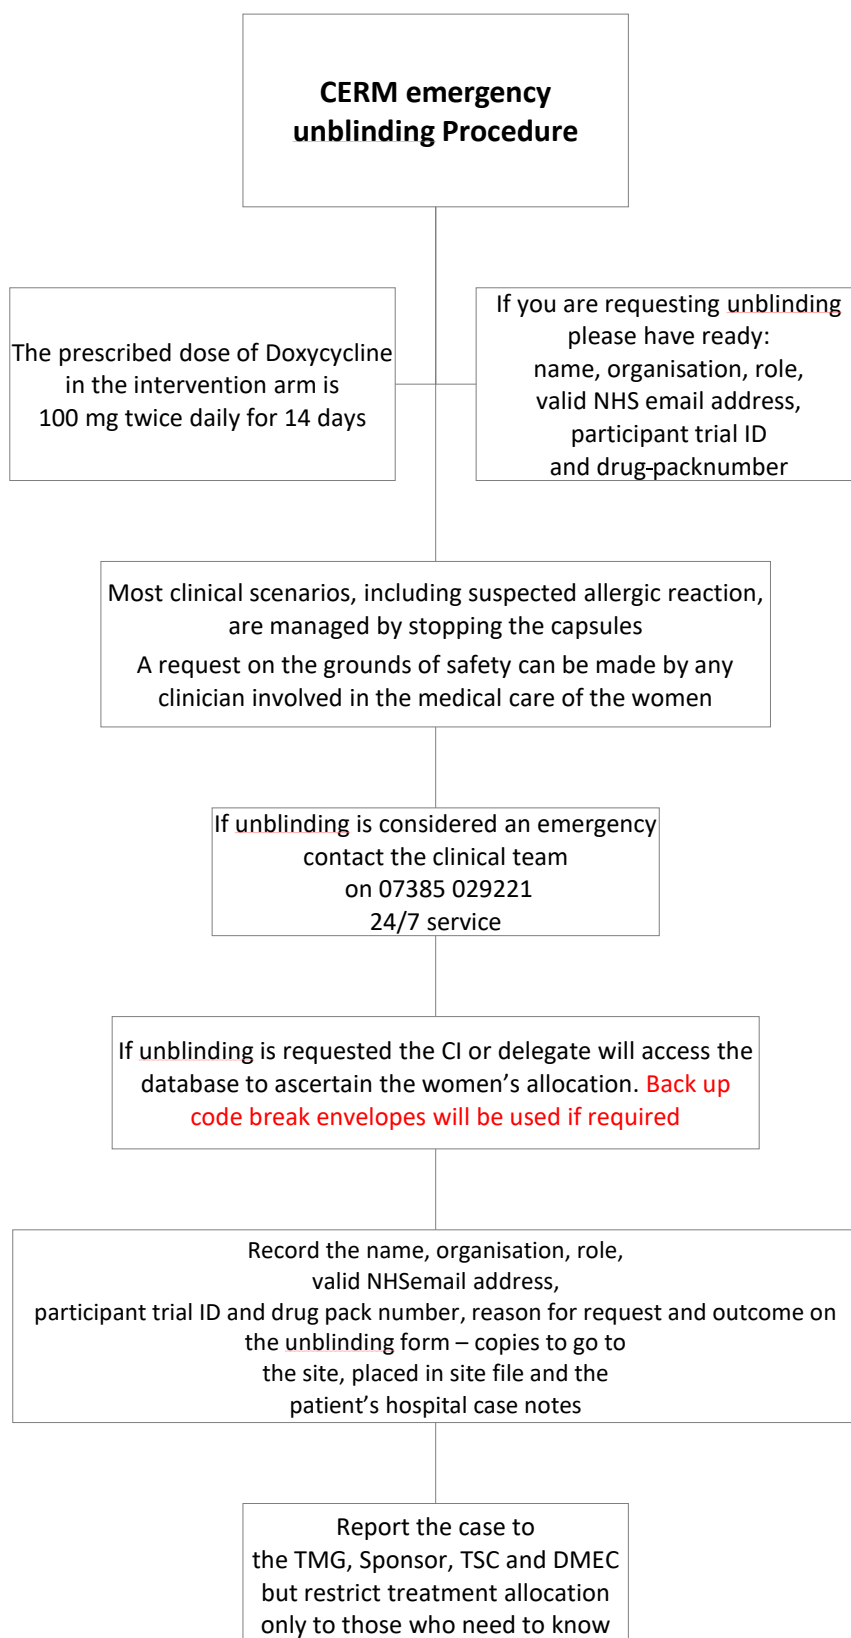 CERM emergency
unblinding Procedure
The prescribed dose of Doxycycline
in the intervention arm is
100 mg twice daily for 14 days
If you are requesting unblinding
please have ready:
name, organisation, role,
valid NHS email address,
participant trial ID
and drug-packnumber
Most clinical scenarios, including suspected allergic reaction,
are managed by stopping the capsules
A request on the grounds of safety can be made by any
clinician involved in the medical care of the women
If unblinding is considered an emergency
contact the clinical team
on 07385 029221
24/7 service
If unblinding is requested the CI or delegate will access the
database to ascertain the women’s allocation. Back up
code break envelopes will be used if required
Record the name, organisation, role,
valid NHSemail address,
participant trial ID and drug pack number, reason for request and outcome on
the unblinding form – copies to go to
the site, placed in site file and the
patient’s hospital case notes
Report the case to
the TMG, Sponsor, TSC and DMEC
but restrict treatment allocation
only to those who need to know